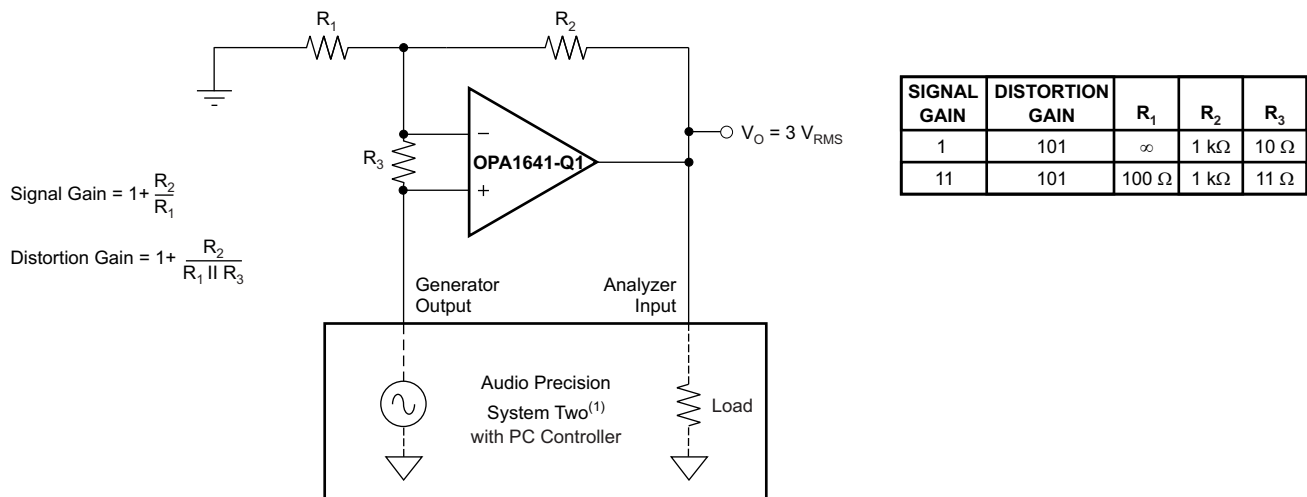 R1
R2
SIGNAL GAIN
DISTORTION GAIN
R1
R2
R3
1
101
∞
1 kΩ
10 Ω
11
101
100 Ω
1 kΩ
11 Ω
−
VO = 3 VRMS
OPA1641-Q1
R3
+
Signal Gain = 1+ R2
R1
Distortion Gain = 1+ R2
R1 II R3
Generator
Output
Analyzer
Input
Audio Precision
System Two(1)
with PC Controller
Load